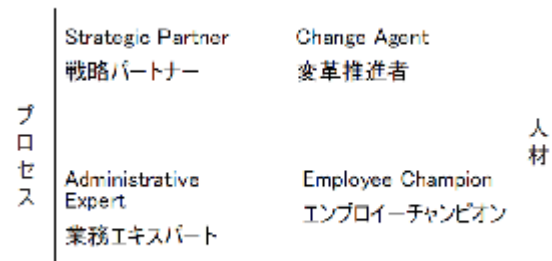 Strategic Partner
戦略パートナー
Change Agent
変革推進者
プロセス
人材
Administrative
Expert
業務エキスパート
Employee Champion
エンプロイーチャンピオン